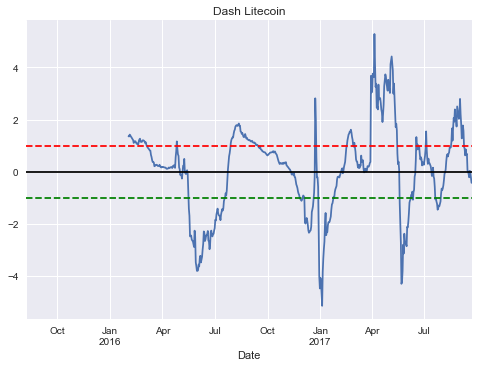 Dash Litecoin
4
2
0
−2
−4
Oct
Jan
2016
Apr
Jul
Oct
Jan
2017
Apr
Jul
Date